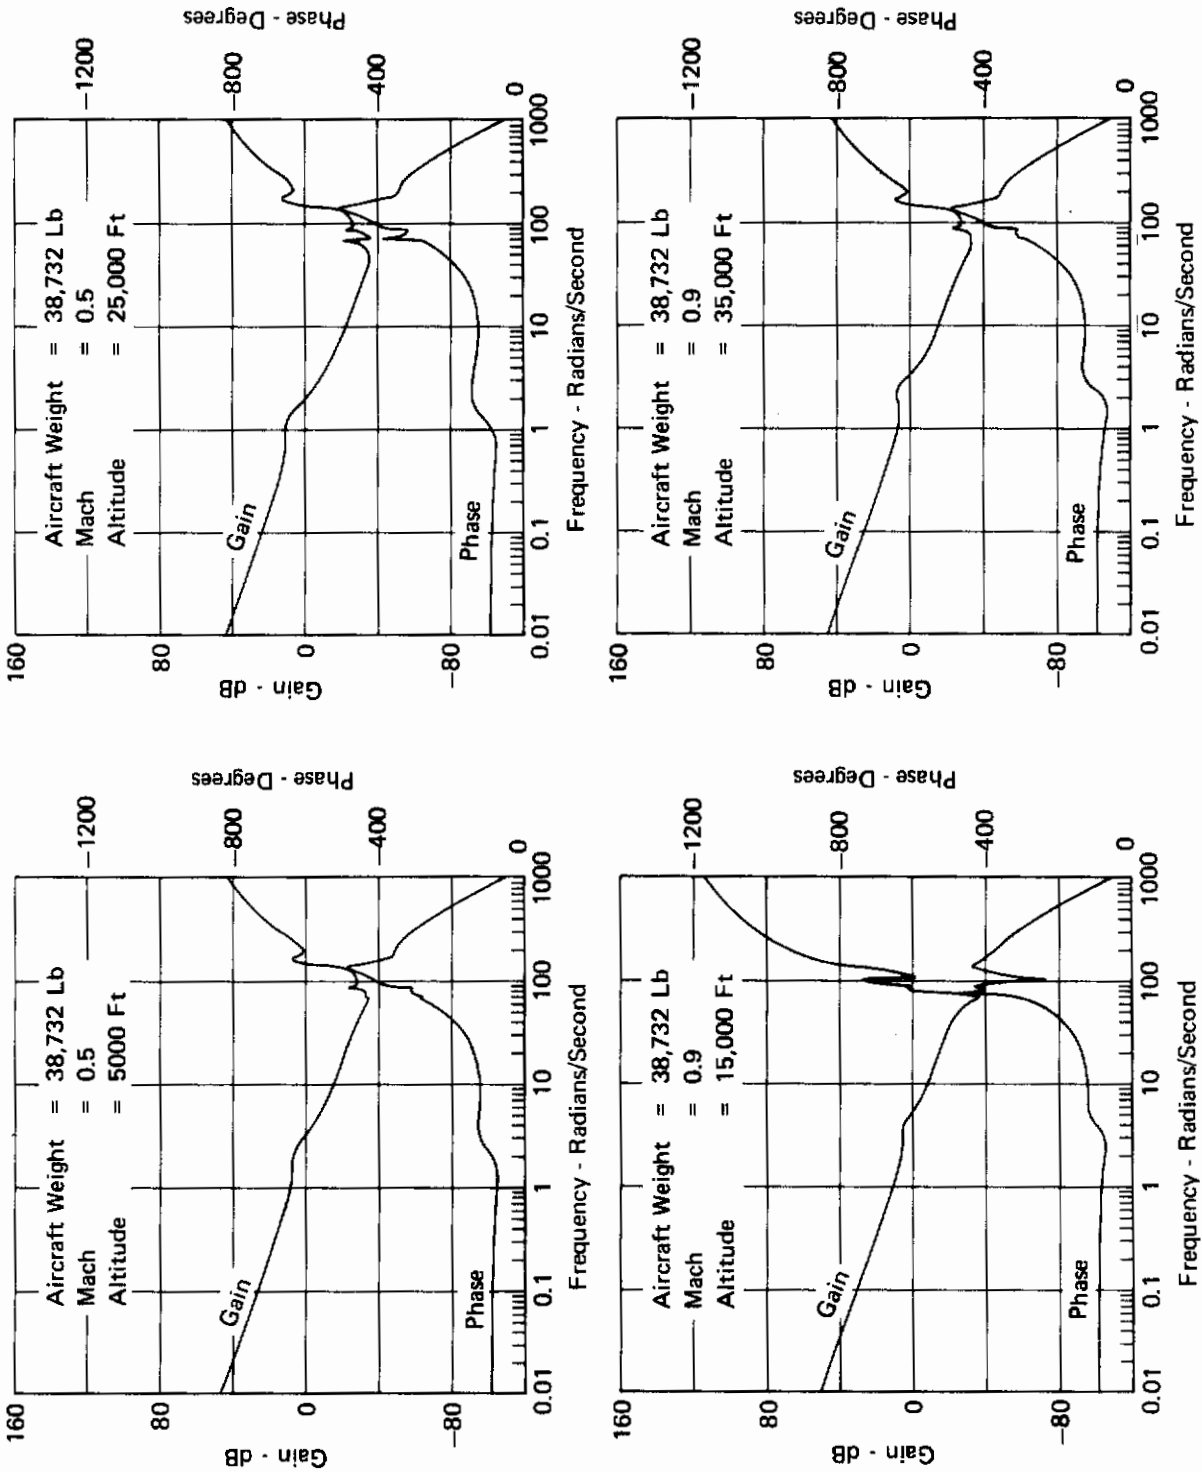 160
80
0
-80
Gain - dB
Aircraft Weight = 38,732 Lb
Mach = 0.5
Altitude = 5000 Ft
Gain
Phase
-1200
-800
-400
0
Phase - Degrees
0.01 0.1 1 10 100 1000
Frequency - Radians/Second
160
80
0
-80
Gain - dB
Aircraft Weight = 38,732 Lb
Mach = 0.5
Altitude = 25,000 Ft
Gain
Phase
-1200
-800
-400
0
Phase - Degrees
0.01 0.1 1 10 100 1000
Frequency - Radians/Second
160
80
0
-80
Gain - dB
Aircraft Weight = 38,732 Lb
Mach = 0.9
Altitude = 15,000 Ft
Gain
Phase
-1200
-800
-400
0
Phase - Degrees
0.01 0.1 1 10 100 1000
Frequency - Radians/Second
160
80
0
-80
Gain - dB
Aircraft Weight = 38,732 Lb
Mach = 0.9
Altitude = 35,000 Ft
Gain
Phase
-1200
-800
-400
0
Phase - Degrees
0.01 0.1 1 10 100 1000
Frequency - Radians/Second